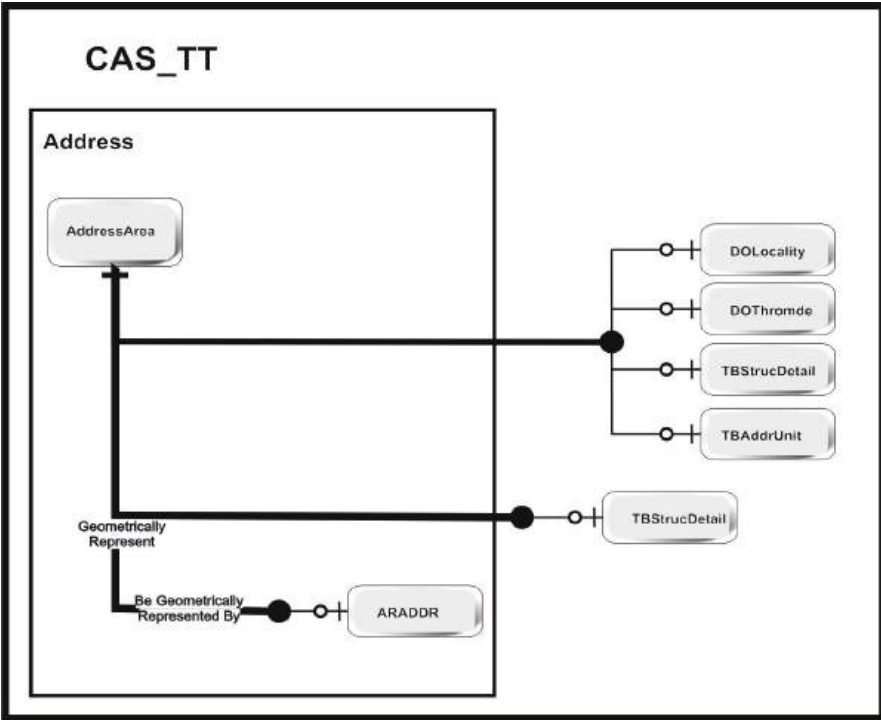 CAS_TT
Address
AddressArea
DOLocality
DOThromde
TBStrucDetail
TBAddrUnit
TBStrucDetail
Geometrically
Represent
Be Geometrically
Represented By
ARADDR